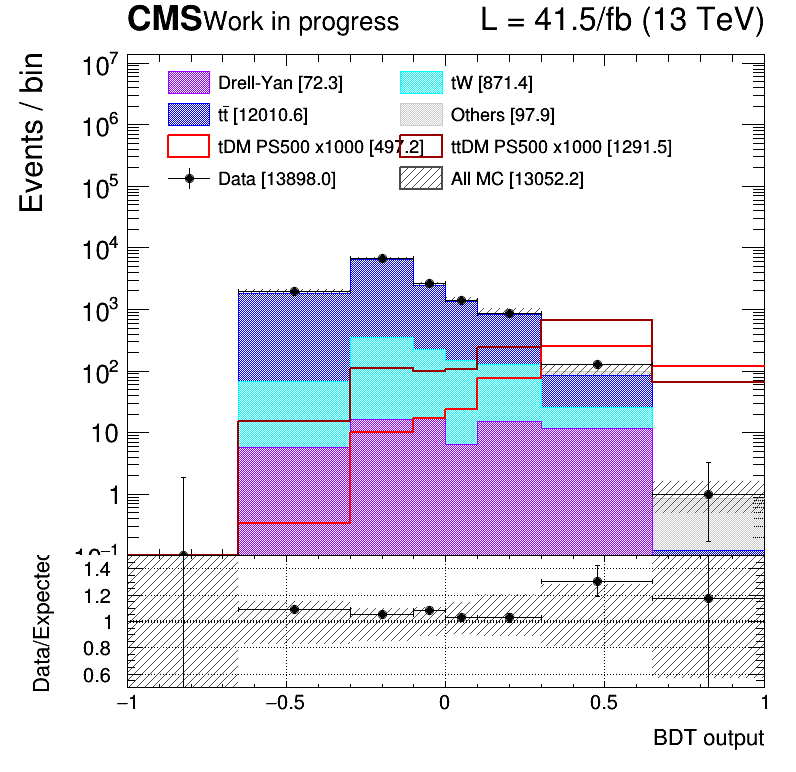 CMS Work in progress L = 41.5/fb (13 TeV)
Events / bin
10⁷
10⁶
10⁵
10⁴
10³
10²
10
1
10⁻¹
Drell-Yan [72.3] tW [871.4]
tt̄ [12010.6] Others [97.9]
tDM PS500 x1000 [497.2] ttDM PS500 x1000 [1291.5]
Data [13898.0] All MC [13052.2]
Data/Expected
1.4
1.2
1
0.8
0.6
−1 −0.5 0 0.5 1
BDT output